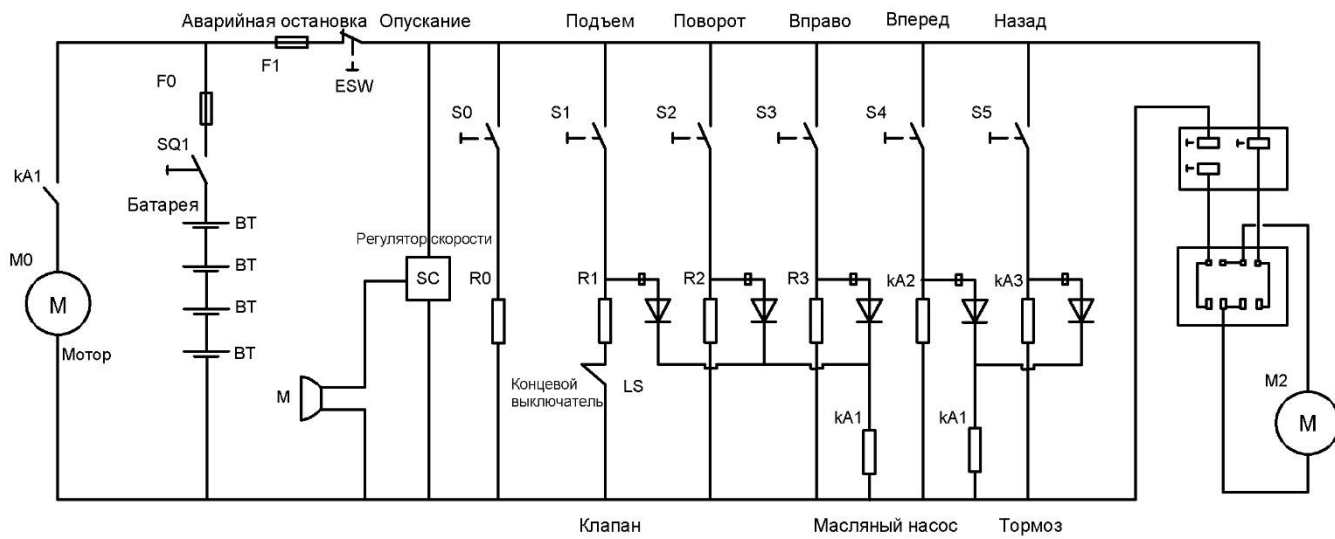 Аварийная остановка Опускание Подъем Поворот Вправо Вперед Назад
F1
ESW
F0
S0 S1 S2 S3 S4 S5
SQ1
kA1
Батарея
BT
Регулятор скорости
M0 BT SC R0 R1 R2 R3 kA2 kA3
M
BT
Мотор BT
Концевой
выключатель
LS
M
M2
M
kA1 kA1
Клапан Масляный насос Тормоз